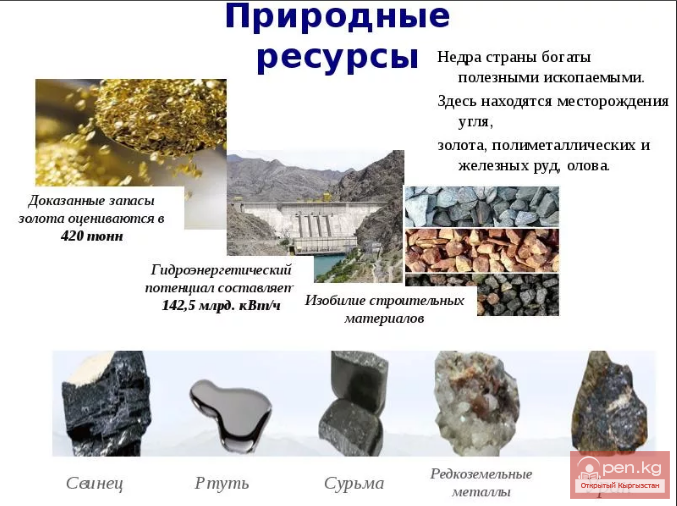 Природные
ресурсы
Недра страны богаты
полезными ископаемыми.
Здесь находятся месторождения
угля,
золота, полиметаллических и
железных руд, олова.
Доказанные запасы
золота оцениваются в
420 тонн
Гидроэнергетический
потенциал составляет
142,5 млрд. кВт/ч
Изобилие строительных
материалов
Свинец
Ртуть
Сурьма
Редкоземельные
металлы
Open.kg
Открытый Кыргызстан